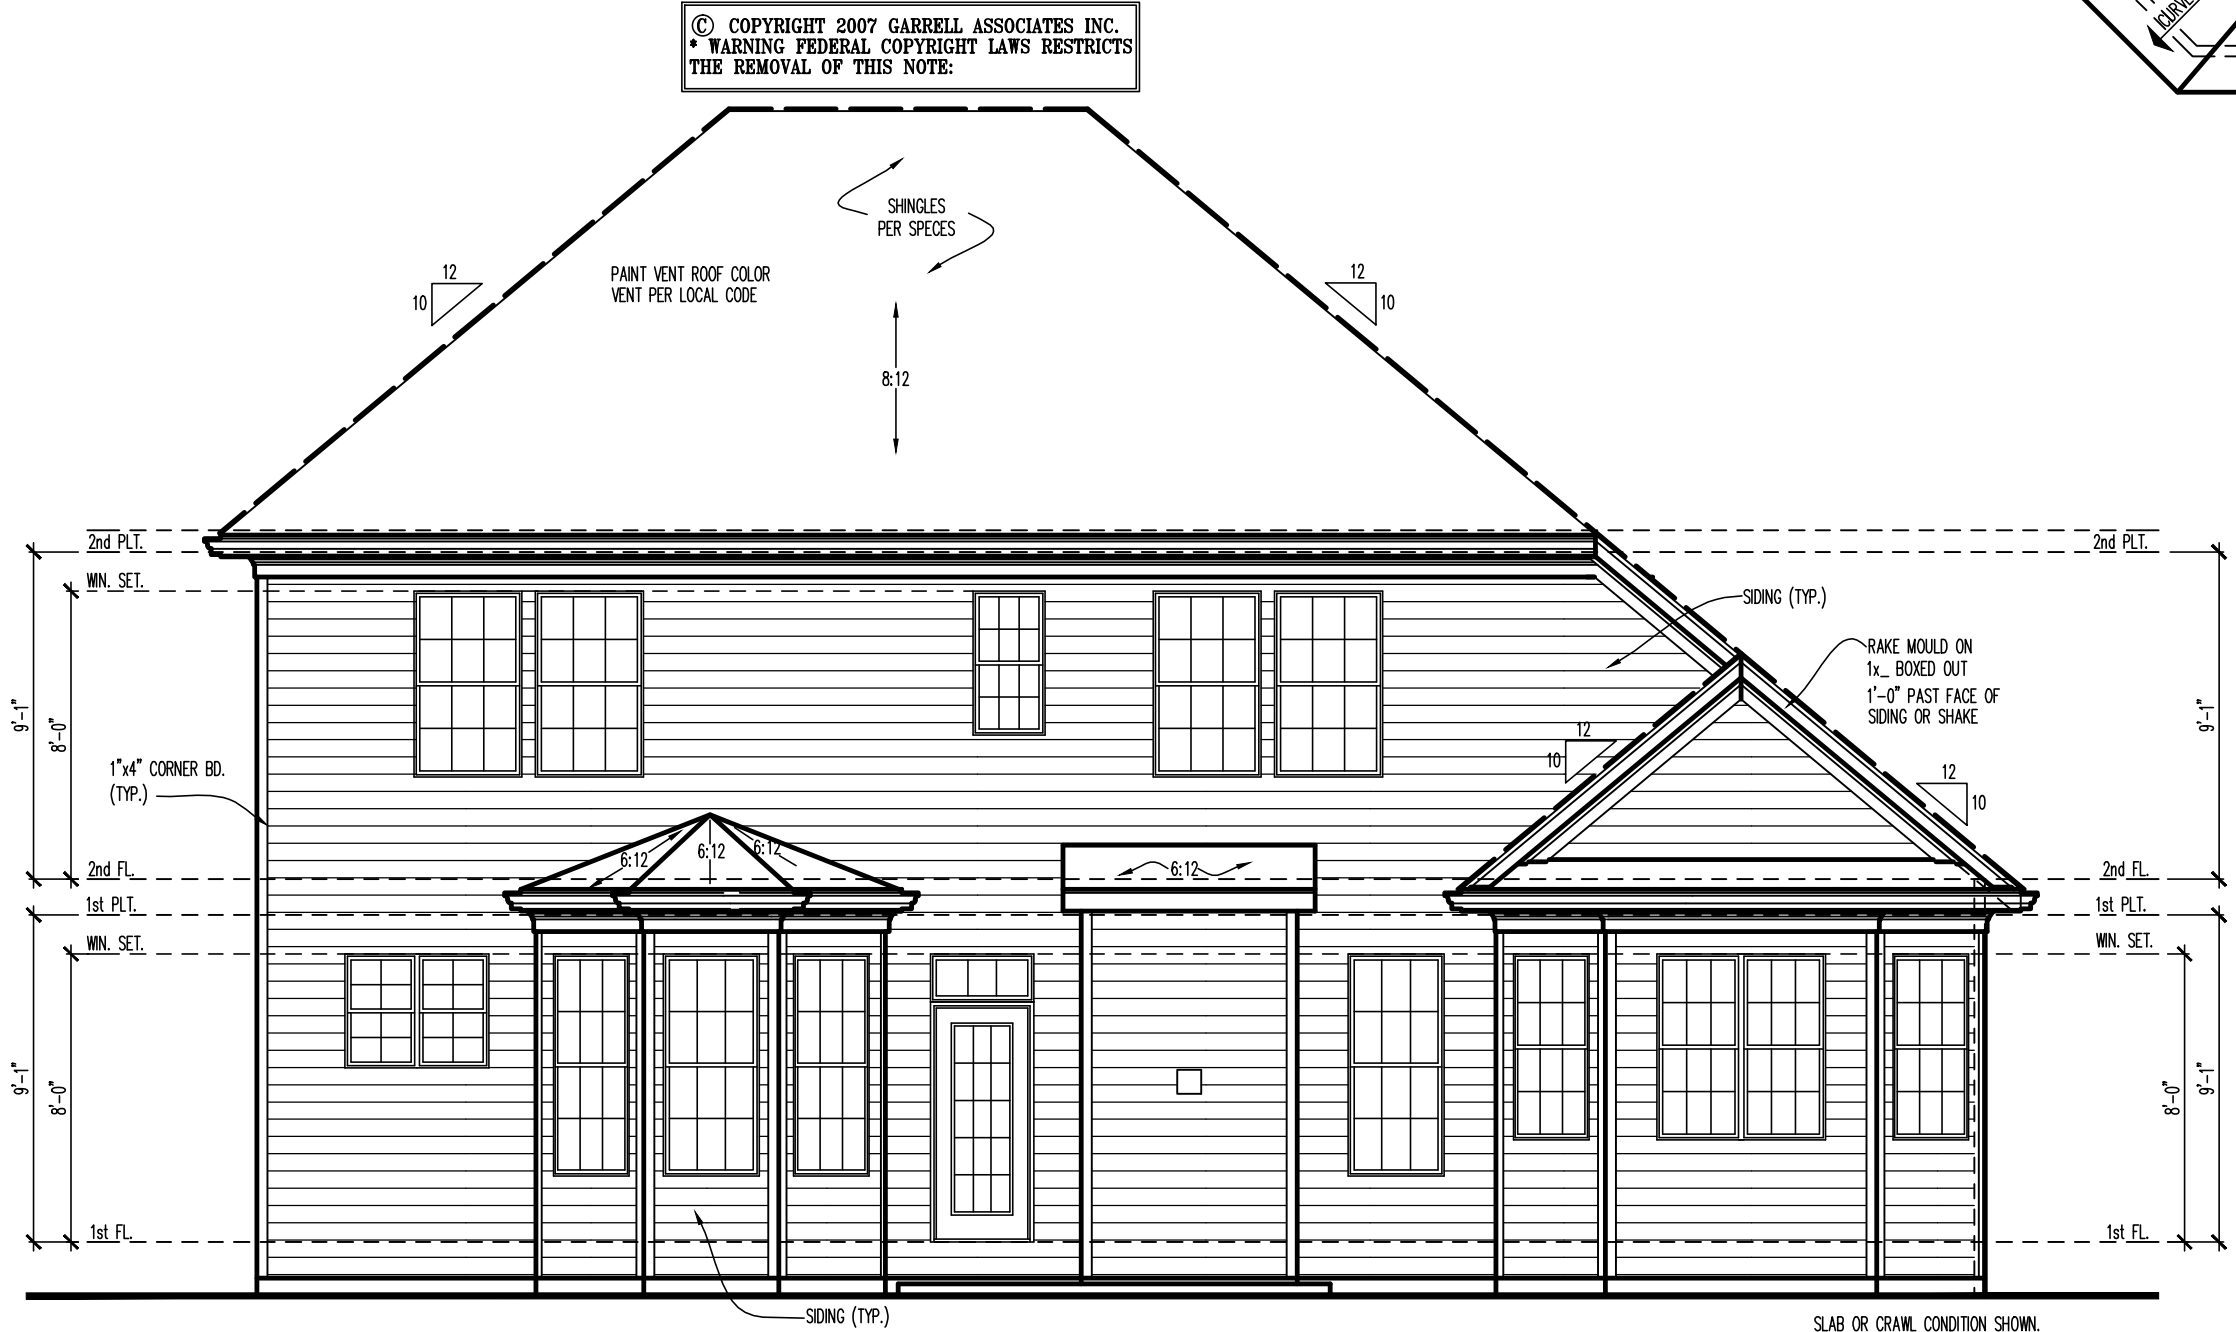 © COPYRIGHT 2007 GARRELL ASSOCIATES INC.
* WARNING FEDERAL COPYRIGHT LAWS RESTRICTS
THE REMOVAL OF THIS NOTE:
SHINGLES
PER SPECES
PAINT VENT ROOF COLOR
VENT PER LOCAL CODE
12
10
12
10
8:12
2nd PLT.
2nd PLT.
WIN. SET.
SIDING (TYP.)
RAKE MOULD ON
1x_ BOXED OUT
1'-0" PAST FACE OF
SIDING OR SHAKE
9'-1"
8'-0"
9'-1"
12
10
12
10
1"x4" CORNER BD.
(TYP.)
6:12
6:12
6:12
6:12
2nd FL.
2nd FL.
1st PLT.
1st PLT.
WIN. SET.
WIN. SET.
9'-1"
8'-0"
8'-0"
9'-1"
1st FL.
1st FL.
SIDING (TYP.)
SLAB OR CRAWL CONDITION SHOWN.